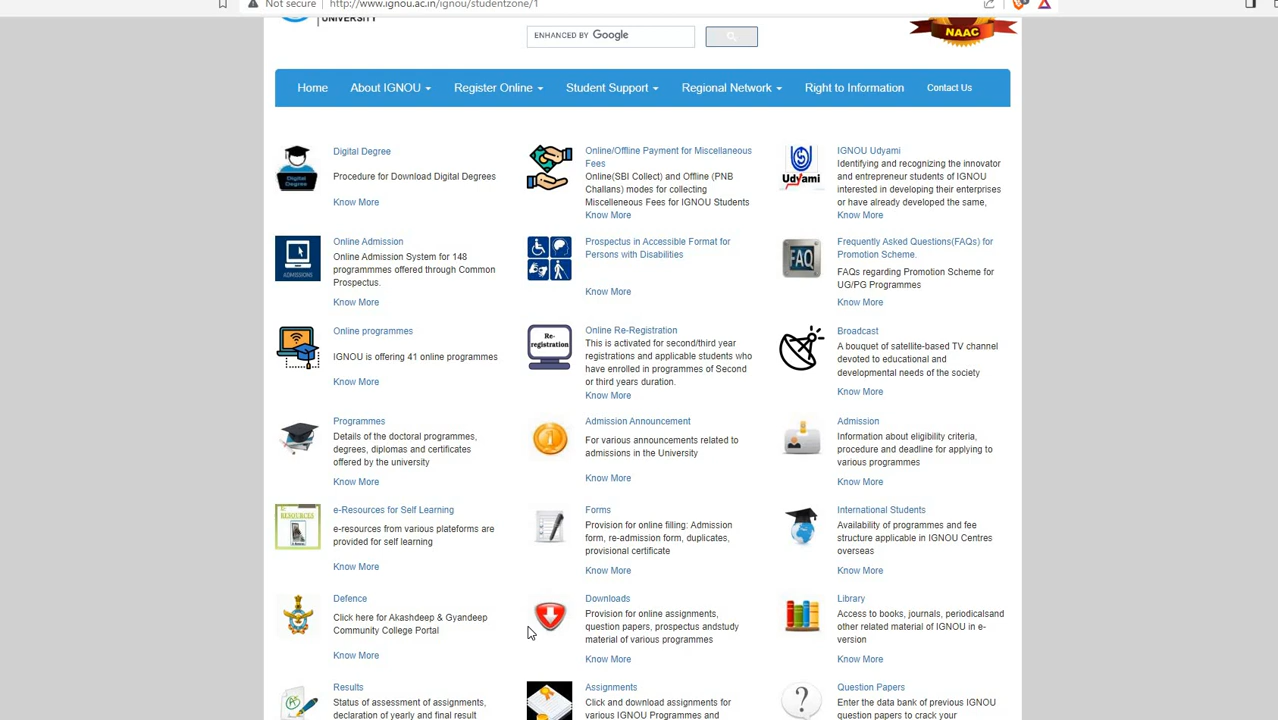 Not secure http://www.ignou.ac.in/ignou/studentzone/1
UNIVERSITY
ENHANCED BY Google
NAAC
Home About IGNOU Register Online Student Support Regional Network Right to Information Contact Us
Digital Degree
Digital Degree
Procedure for Download Digital Degrees
Know More
Online/Offline Payment for Miscellaneous
Fees
Online(SBI Collect) and Offline (PNB
Challans) modes for collecting
Miscelleneous Fees for IGNOU Students
Know More
Udyami
IGNOU Udyami
Identifying and recognizing the innovator
and entrepreneur students of IGNOU
interested in developing their enterprises
or have already developed the same,
Know More
ADMISSIONS
Online Admission
Online Admission System for 148
programmmes offered through Common
Prospectus.
Know More
Prospectus in Accessible Format for
Persons with Disabilities
Know More
FAQ
Frequently Asked Questions(FAQs) for
Promotion Scheme.
FAQs regarding Promotion Scheme for
UG/PG Programmes
Know More
Online programmes
IGNOU is offering 41 online programmes
Know More
Re-
registration
Online Re-Registration
This is activated for second/third year
registrations and applicable students who
have enrolled in programmes of Second
or third years duration.
Know More
Broadcast
A bouquet of satellite-based TV channel
devoted to educational and
developmental needs of the society
Know More
Programmes
Details of the doctoral programmes,
degrees, diplomas and certificates
offered by the university
Know More
1
Admission Announcement
For various announcements related to
admissions in the University
Know More
Admission
Information about eligibility criteria,
procedure and deadline for applying to
various programmes
Know More
RESOURCES
e-Resources for Self Learning
e-resources from various plateforms are
provided for self learning
Know More
Forms
Provision for online filling: Admission
form, re-admission form, duplicates,
provisional certificate
Know More
International Students
Availability of programmes and fee
structure applicable in IGNOU Centres
overseas
Know More
Defence
Click here for Akashdeep & Gyandeep
Community College Portal
Know More
Downloads
Provision for online assignments,
question papers, prospectus andstudy
material of various programmes
Know More
Library
Access to books, journals, periodicalsand
other related material of IGNOU in e-
version
Know More
Results
Status of assessment of assignments,
declaration of yearly and final result
Assignments
Click and download assignments for
various IGNOU Programmes and
?
Question Papers
Enter the data bank of previous IGNOU
question papers to crack your